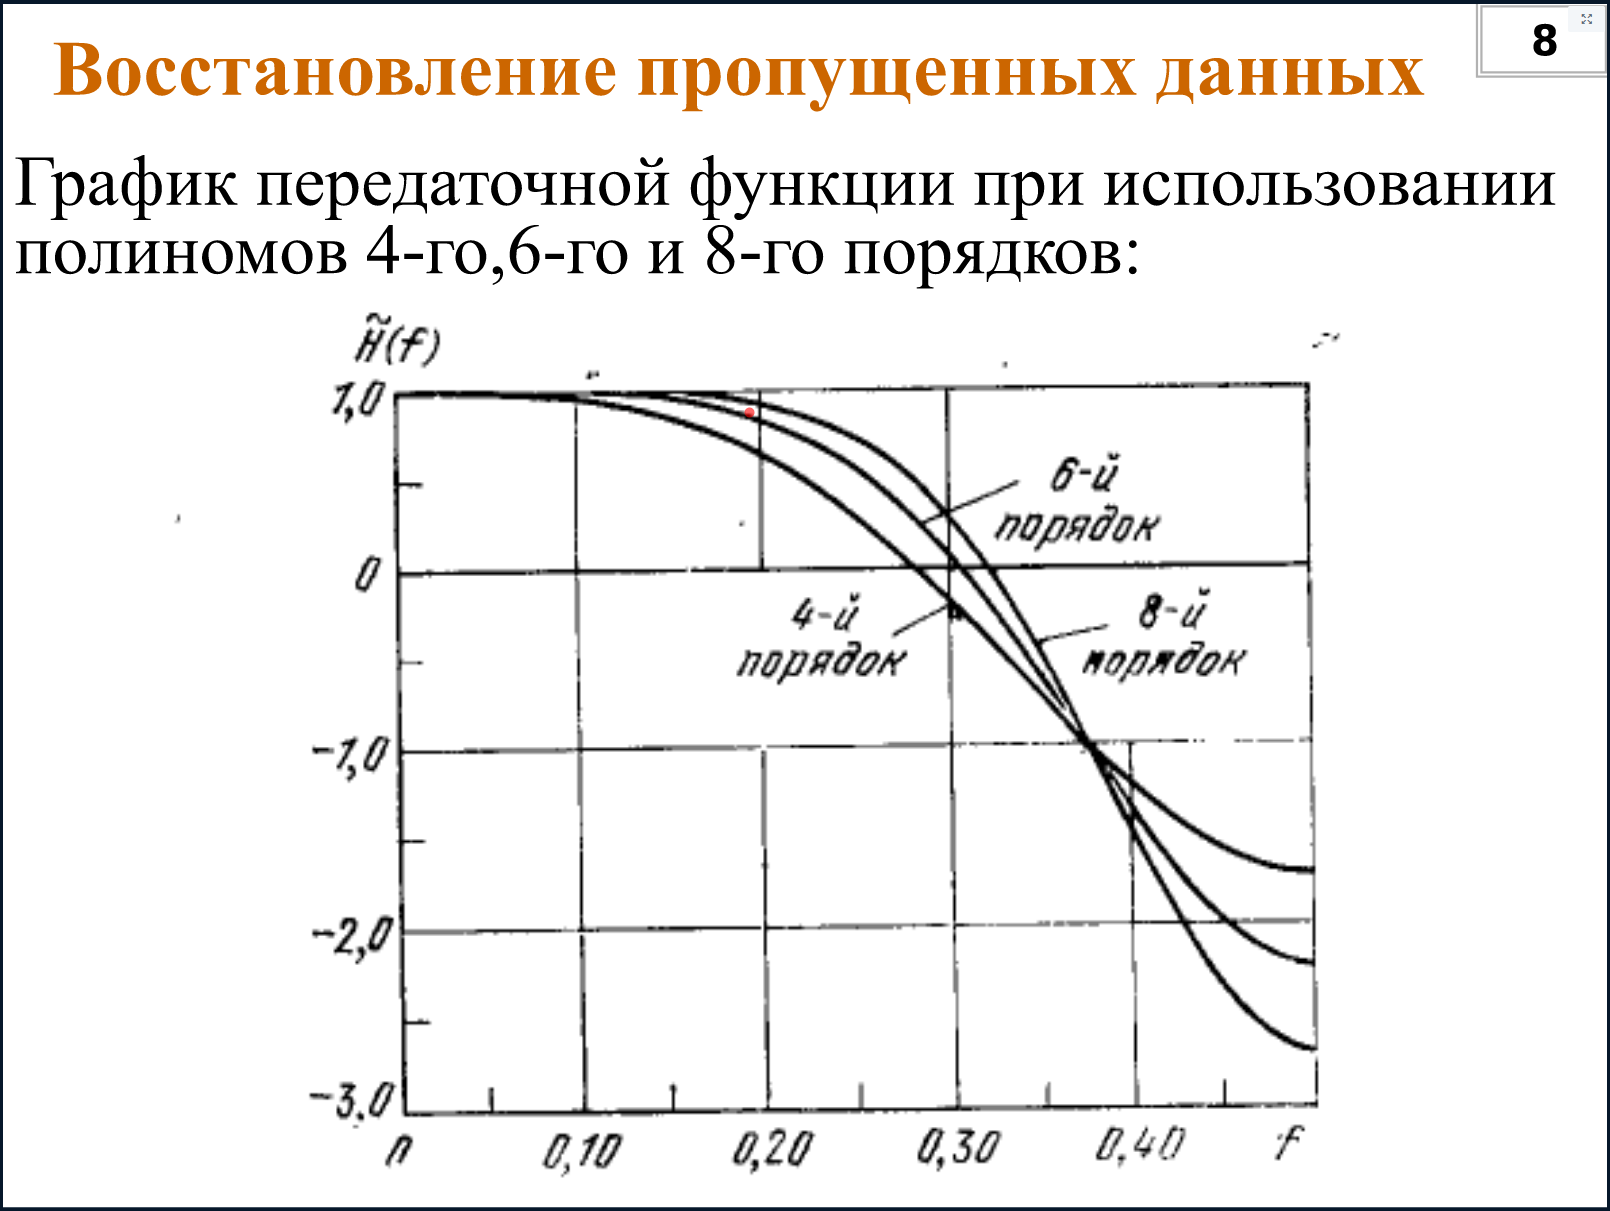 8
Восстановление пропущенных данных
График передаточной функции при использовании
полиномов 4-го,6-го и 8-го порядков:
H̃(f)
1,0
6-й
порядок
0
4-й
порядок
8-й
порядок
-1,0
-2,0
-3,0
0 0,10 0,20 0,30 0,40 f